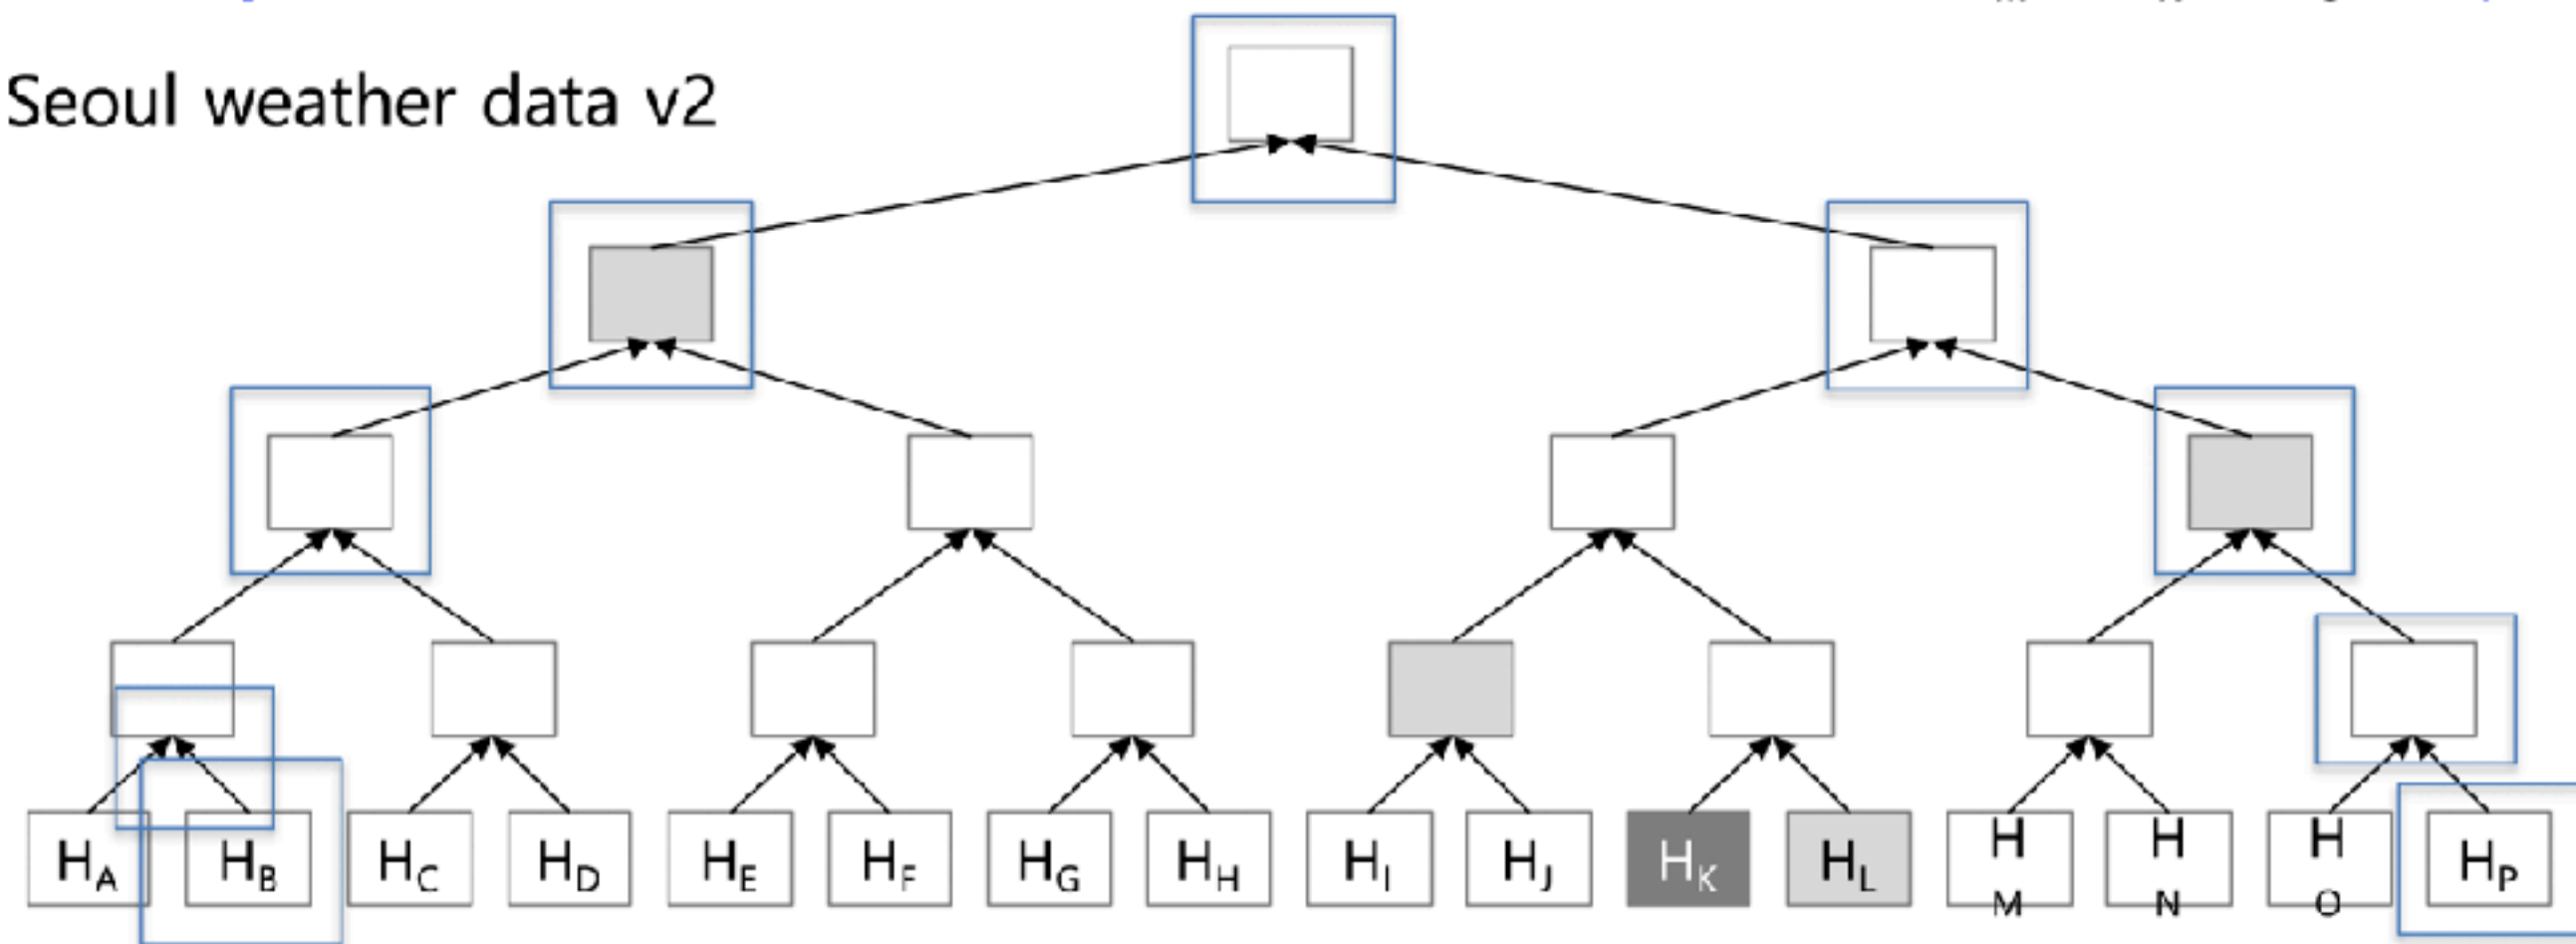 Seoul weather data v2
HA HB HC HD HE HF HG HH HI HJ HK HL HM HN HO HP